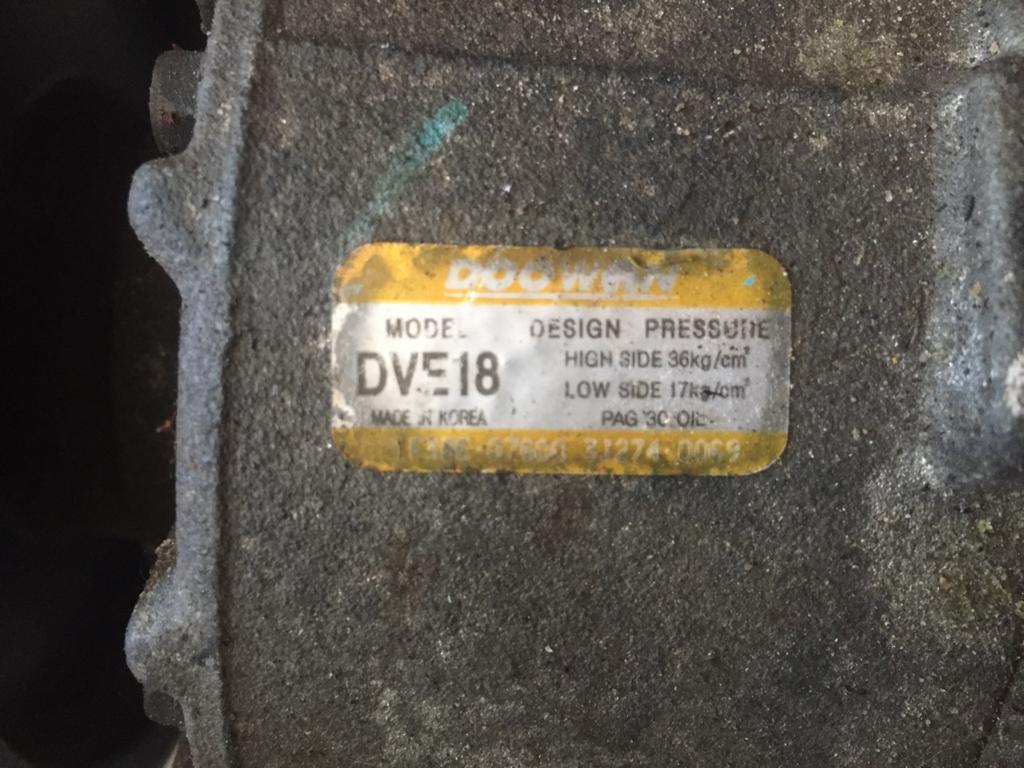 DOOWON
MODEL DESIGN PRESSURE
DVE18 HIGH SIDE 36kg/cm²
LOW SIDE 17kg/cm²
MADE IN KOREA PAG 30 OIL
31274